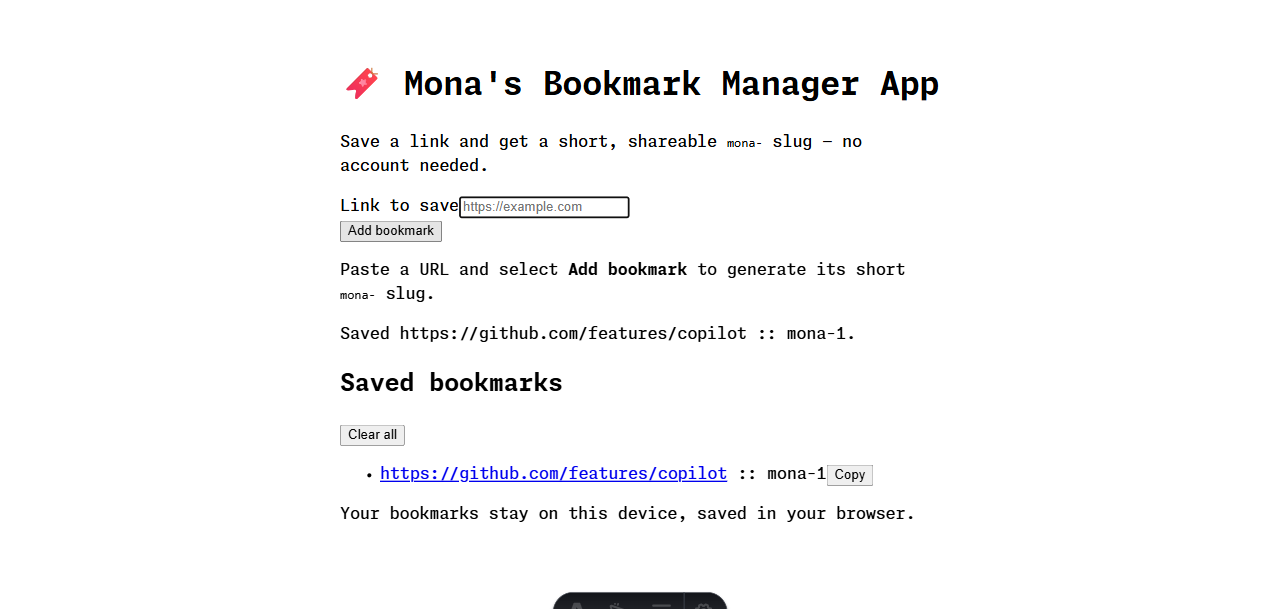 Mona's Bookmark Manager App
Save a link and get a short, shareable mona- slug — no
account needed.
Link to save https://example.com
Add bookmark
Paste a URL and select Add bookmark to generate its short
mona- slug.
Saved https://github.com/features/copilot :: mona-1.
Saved bookmarks
Clear all
https://github.com/features/copilot :: mona-1 Copy
Your bookmarks stay on this device, saved in your browser.